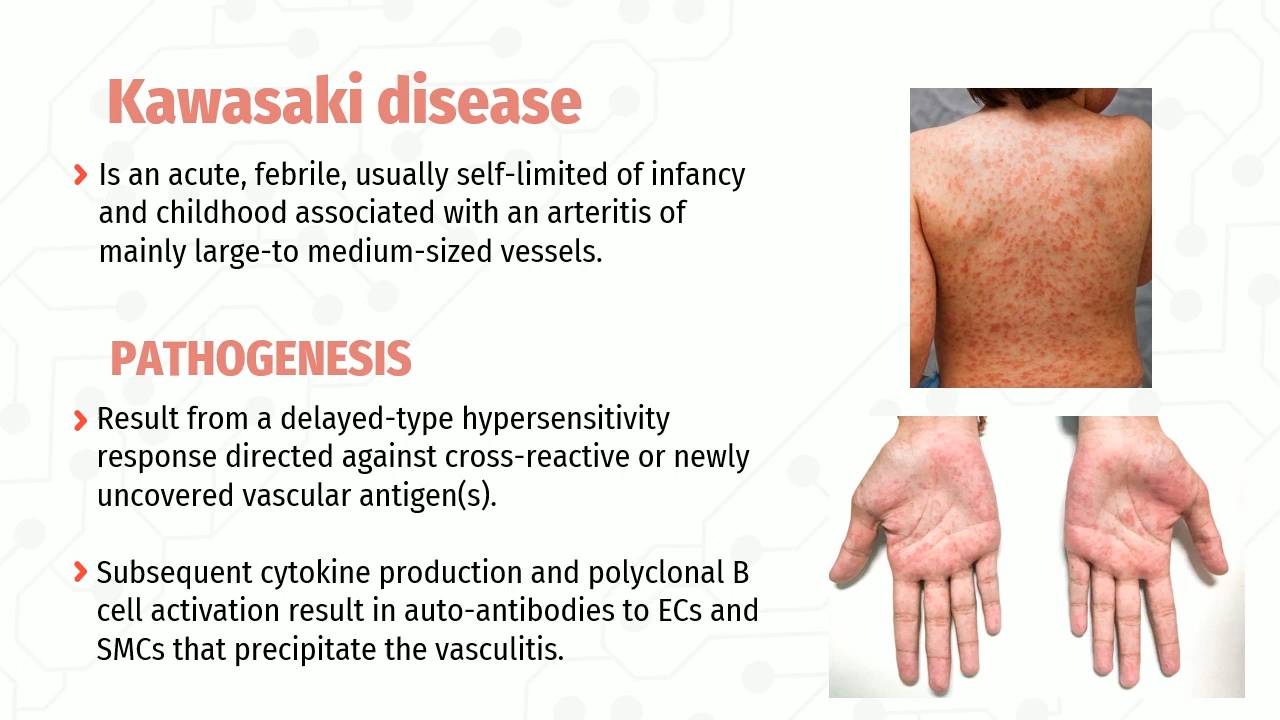 Kawasaki disease
Is an acute, febrile, usually self-limited of infancy
and childhood associated with an arteritis of
mainly large-to medium-sized vessels.
PATHOGENESIS
Result from a delayed-type hypersensitivity
response directed against cross-reactive or newly
uncovered vascular antigen(s).
Subsequent cytokine production and polyclonal B
cell activation result in auto-antibodies to ECs and
SMCs that precipitate the vasculitis.